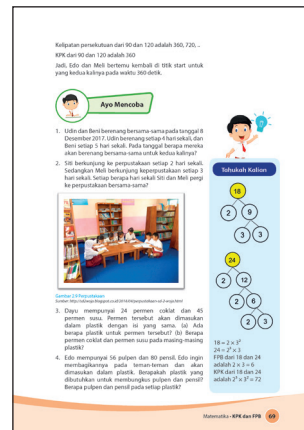 Kelipatan persekutuan dari 90 dan 120 adalah 360, 720, ..
KPK dari 90 dan 120 adalah 360
Jadi, Edo dan Meli bertemu kembali di titik start untuk
yang kedua kalinya pada waktu 360 detik.
Ayo Mencoba
1. Udin dan Beni berenang bersama-sama pada tanggal 8
Desember 2017. Udin berenang setiap 4 hari sekali, dan
Beni setiap 5 hari sekali. Pada tanggal berapa mereka
akan berenang bersama-sama untuk kedua kalinya?
2. Siti berkunjung ke perpustakaan setiap 2 hari sekali.
Sedangkan Meli berkunjung keperpustakaan setiap 3
hari sekali. Setiap berapa hari sekali Siti dan Meli pergi
ke perpustakaan bersama-sama?
Gambar 2.9 Perpustakaan
3. Dayu mempunyai 24 permen coklat dan 45
permen susu. Permen tersebut akan dimasukan
dalam plastik dengan isi yang sama. (a) Ada
berapa plastik untuk permen tersebut? (b) Berapa
permen coklat dan permen susu pada masing-masing
plastik?
4. Edo mempunyai 56 pulpen dan 80 pensil. Edo ingin
membagikannya pada teman-teman dan akan
dimasukan dalam plastik. Berapakah plastik yang
dibutuhkan untuk membungkus pulpen dan pensil?
Berapa pulpen dan pensil pada setiap plastik?
Tahukah Kalian
18
2 9
3 3
24
2 12
2 6
2 3
18 = 2 × 3²
24 = 2³ × 3
FPB dari 18 dan 24
adalah 2 × 3 = 6
KPK dari 18 dan 24
adalah 2³ × 3² = 72
Matematika • KPK dan FPB 69